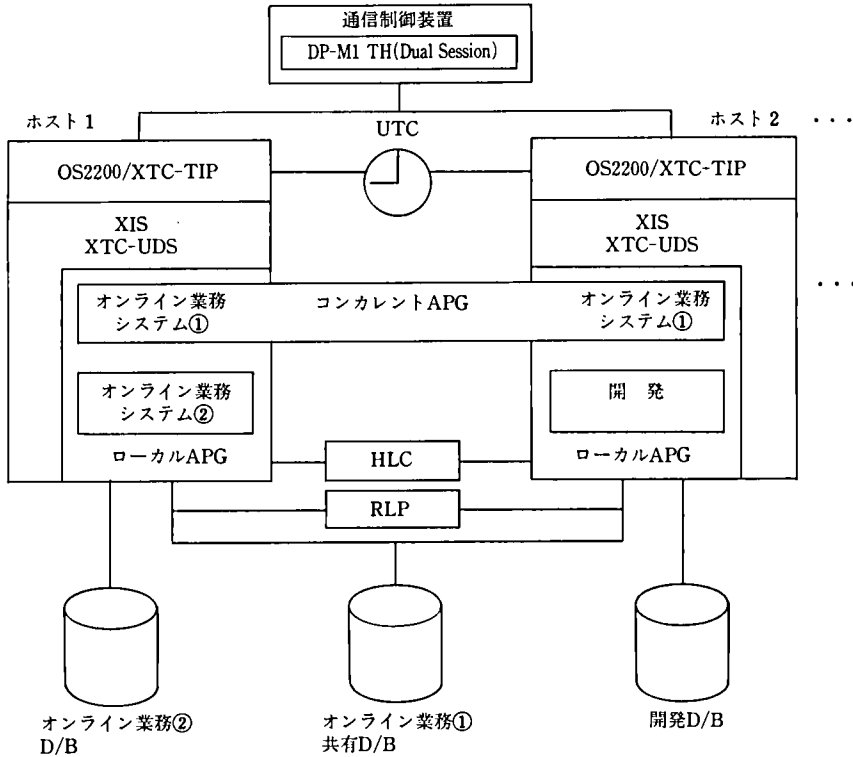 通信制御装置
DP-M1 TH(Dual Session)
ホスト1
UTC
ホスト2 ・・・・
OS2200/XTC-TIP
OS2200/XTC-TIP
XIS
XTC-UDS
XIS
XTC-UDS
オンライン業務
システム①
コンカレントAPG
オンライン業務
システム①
・・・
オンライン業務
システム②
開 発
ローカルAPG
HLC
ローカルAPG
RLP
オンライン業務②
D/B
オンライン業務①
共有D/B
開発D/B